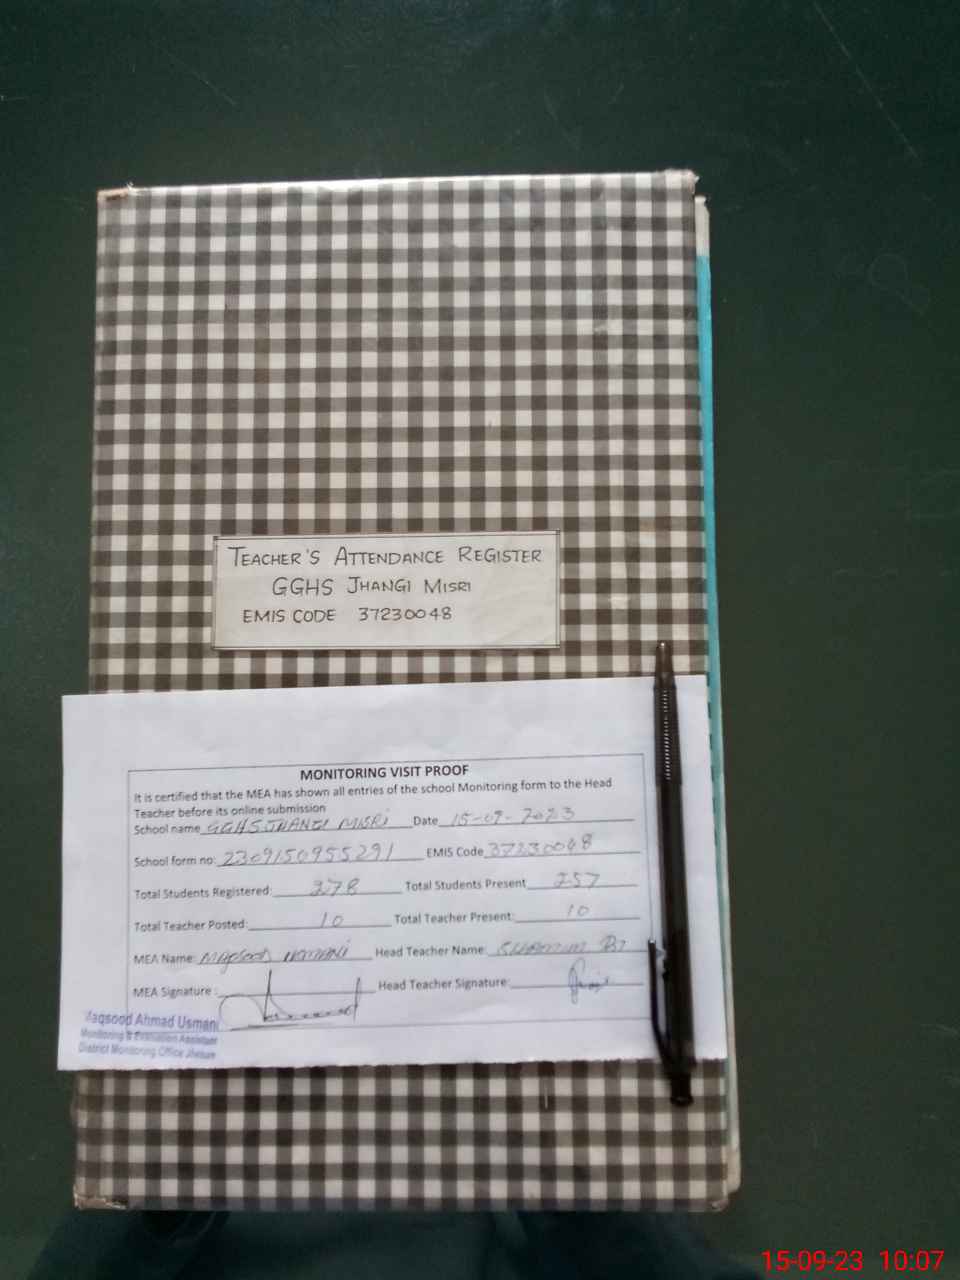 TEACHER'S ATTENDANCE REGISTER
GGHS JHANGI MISRI
EMIS CODE 37230048
MONITORING VISIT PROOF
It is certified that the MEA has shown all entries of the school Monitoring form to the Head
Teacher before its online submission
School name GGHS JHANGI MISRI Date 15-09-2023
School form no: 2309150955291 EMIS Code 37230048
Total Students Registered: 278 Total Students Present 257
Total Teacher Posted: 10 Total Teacher Present: 10
MEA Name: Maqsood Head Teacher Name:
MEA Signature : Head Teacher Signature:
Maqsood Ahmad Usmani
Monitoring & Evaluation Assistant
District Monitoring Office Jhelum
15-09-23 10:07